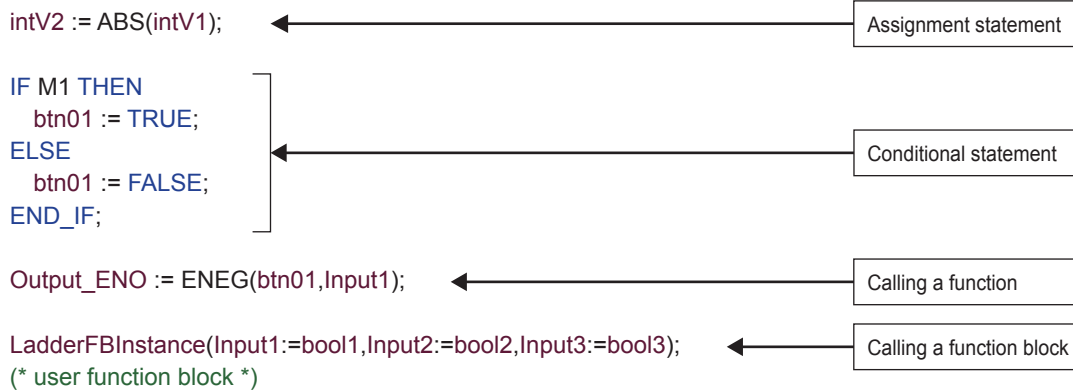 intV2 := ABS(intV1);
Assignment statement
IF M1 THEN
btn01 := TRUE;
ELSE
Conditional statement
btn01 := FALSE;
END_IF;
Output_ENO := ENEG(btn01,Input1);
Calling a function
LadderFBInstance(Input1:=bool1,Input2:=bool2,Input3:=bool3);
Calling a function block
(* user function block *)